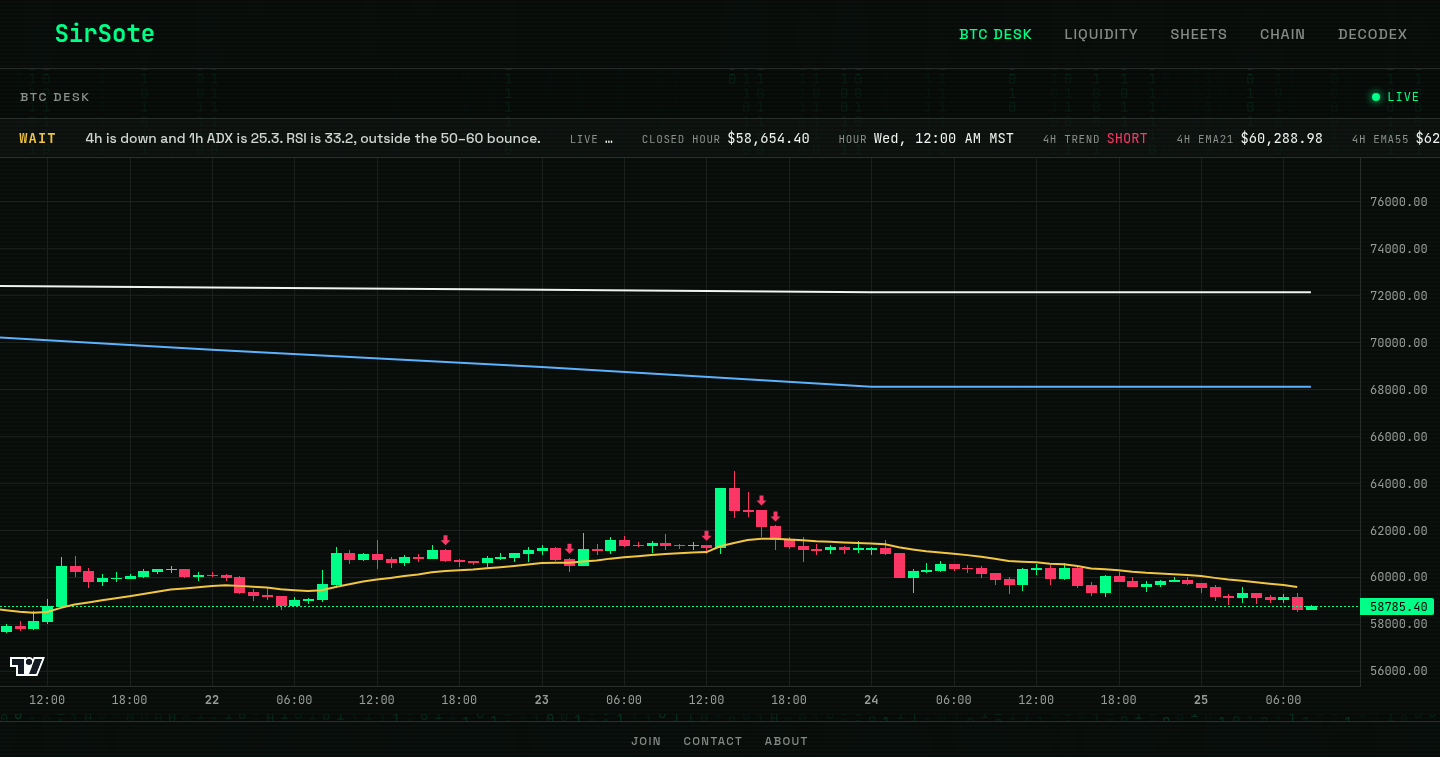 SirSote
BTC DESK LIQUIDITY SHEETS CHAIN DECODEX
BTC DESK
LIVE
WAIT 4h is down and 1h ADX is 25.3. RSI is 33.2, outside the 50–60 bounce. LIVE … CLOSED HOUR $58,654.40 HOUR Wed, 12:00 AM MST 4H TREND SHORT 4H EMA21 $60,288.98 4H EMA55 $62
76000.00
74000.00
72000.00
70000.00
68000.00
66000.00
64000.00
62000.00
60000.00
58785.40
58000.00
56000.00
12:00 18:00 22 06:00 12:00 18:00 23 06:00 12:00 18:00 24 06:00 12:00 18:00 25 06:00
JOIN CONTACT ABOUT